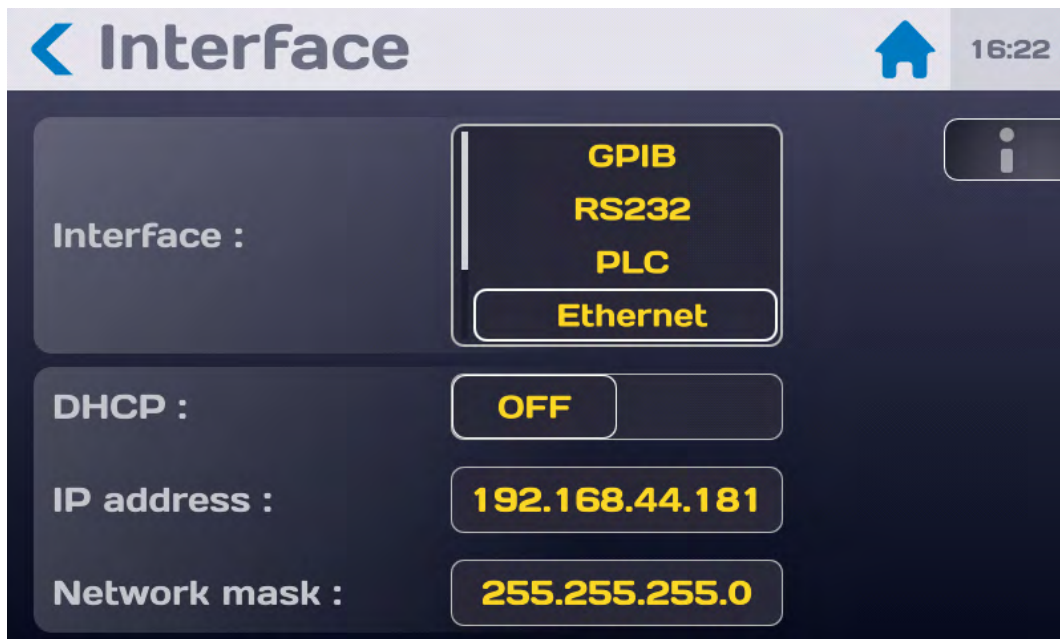 Interface
16:22
Interface :
GPIB
RS232
PLC
Ethernet
DHCP :
OFF
IP address :
192.168.44.181
Network mask :
255.255.255.0